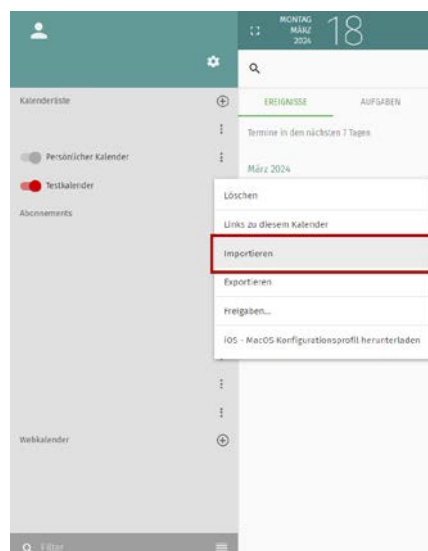 MONTAG
MÄRZ
2024
18
Kalenderliste
EREIGNISSE
AUFGABEN
Termine in den nächsten 7 Tagen
Persönlicher Kalender
März 2024
Testkalender
Löschen
Abonnements
Links zu diesem Kalender
Importieren
Exportieren
Freigaben...
iOS - MacOS Konfigurationsprofil herunterladen
Webkalender
Filter